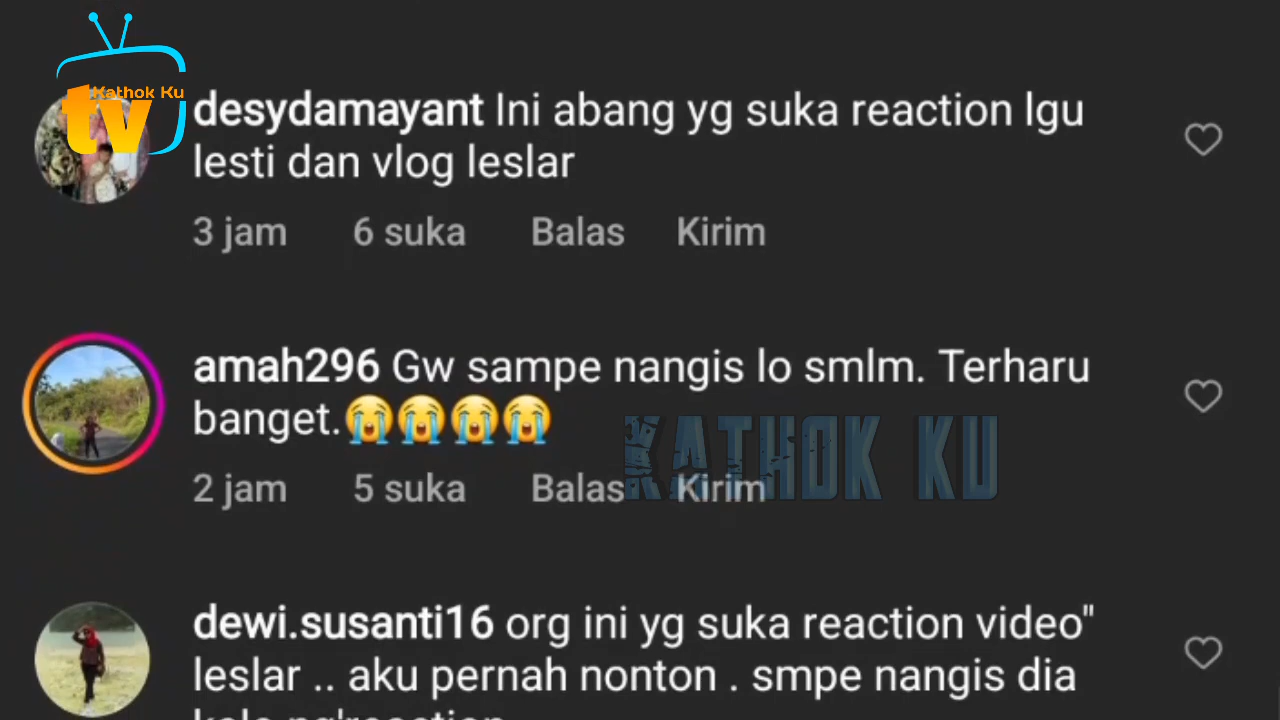 Kathok Ku
tv
desydamayant Ini abang yg suka reaction lgu
lesti dan vlog leslar
3 jam 6 suka Balas Kirim
amah296 Gw sampe nangis lo smlm. Terharu
banget.😭😭😭😭
KATHOK KU
2 jam 5 suka Balas Kirim
dewi.susanti16 org ini yg suka reaction video"
leslar .. aku pernah nonton . smpe nangis dia